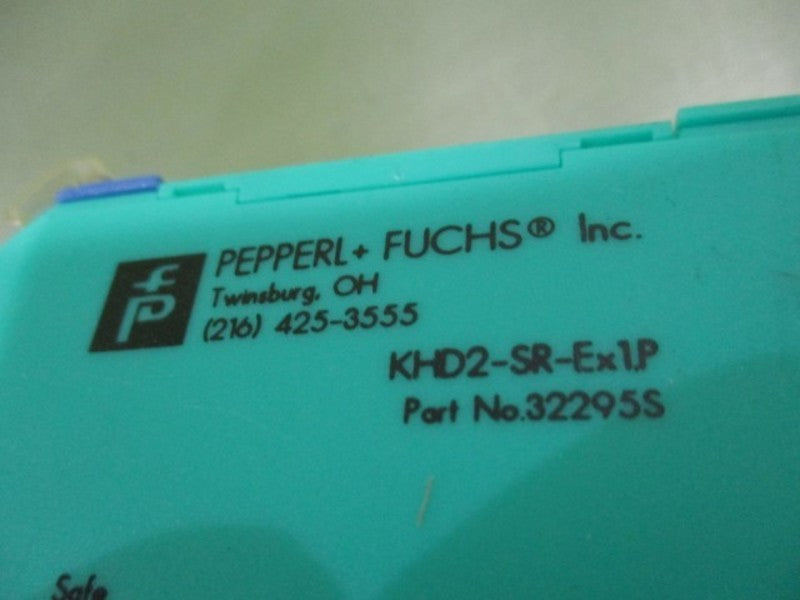 PEPPERL+ FUCHS® Inc.
Twinsburg, OH
(216) 425-3555
KHD2-SR-Ex1.P
Part No.32295S
Safe